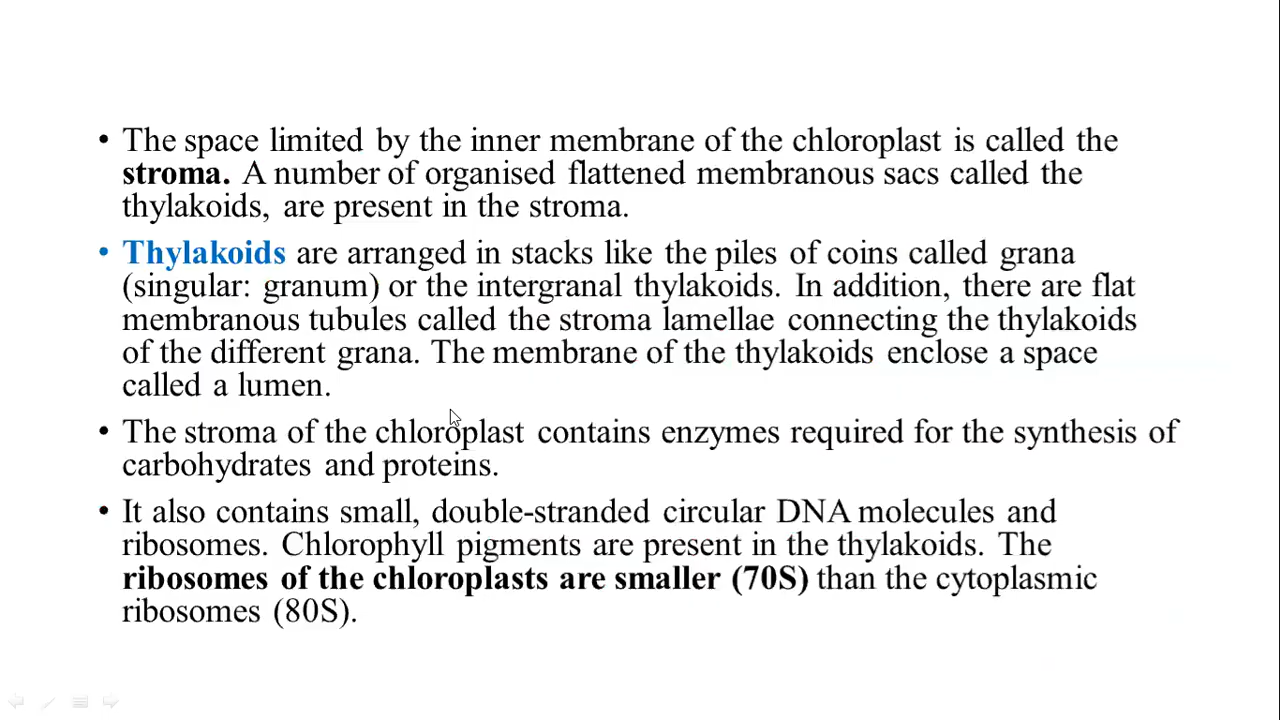 • The space limited by the inner membrane of the chloroplast is called the
stroma. A number of organised flattened membranous sacs called the
thylakoids, are present in the stroma.
• Thylakoids are arranged in stacks like the piles of coins called grana
(singular: granum) or the intergranal thylakoids. In addition, there are flat
membranous tubules called the stroma lamellae connecting the thylakoids
of the different grana. The membrane of the thylakoids enclose a space
called a lumen.
• The stroma of the chloroplast contains enzymes required for the synthesis of
carbohydrates and proteins.
• It also contains small, double-stranded circular DNA molecules and
ribosomes. Chlorophyll pigments are present in the thylakoids. The
ribosomes of the chloroplasts are smaller (70S) than the cytoplasmic
ribosomes (80S).